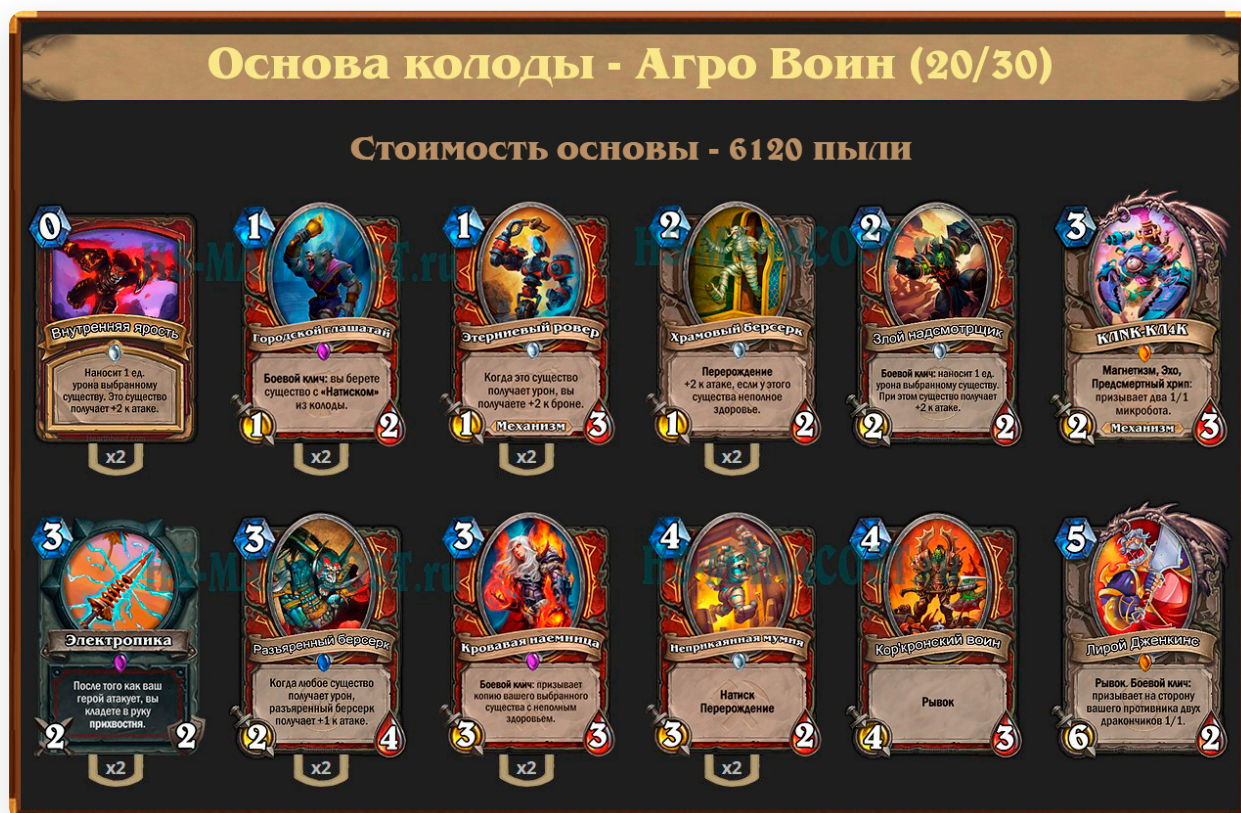 Основа колоды - Агро Воин (20/30)
Стоимость основы - 6120 пыли
0
Внутренняя ярость
Наносит 1 ед.
урона выбранному
существу. Это существо
получает +2 к атаке.
x2
1
Городской глашатай
Боевой клич: вы берете
существо с «Натиском»
из колоды.
1
2
x2
1
Этериневый ровер
Когда это существо
получает урон, вы
получаете +2 к броне.
1
Механизм
3
x2
2
Храмовый берсерк
Перерождение
+2 к атаке, если у этого
существа неполное
здоровье.
1
2
x2
2
Злой надсмотрщик
Боевой клич: наносит 1 ед.
урона выбранному существу.
При этом существо получает
+2 к атаке.
2
2
3
КЛNK-КЛ4К
Магнетизм, Эхо,
Предсмертный хрип:
призывает два 1/1
микробота.
2
Механизм
3
3
Электропика
После того как ваш
герой атакует, вы
кладете в руку
прихвостня.
2
2
x2
3
Разъяренный берсерк
Когда любое существо
получает урон,
разъяренный берсерк
получает +1 к атаке.
2
4
x2
3
Кровавая наемница
Боевой клич: призывает
копию вашего выбранного
существа с неполным
здоровьем.
3
3
x2
4
Неприкаянная мумия
Натиск
Перерождение
3
2
x2
4
Кор'кронский воин
Рывок
4
3
5
Лирой Дженкинс
Рывок. Боевой клич:
призывает на сторону
вашего противника двух
дракончиков 1/1.
6
2